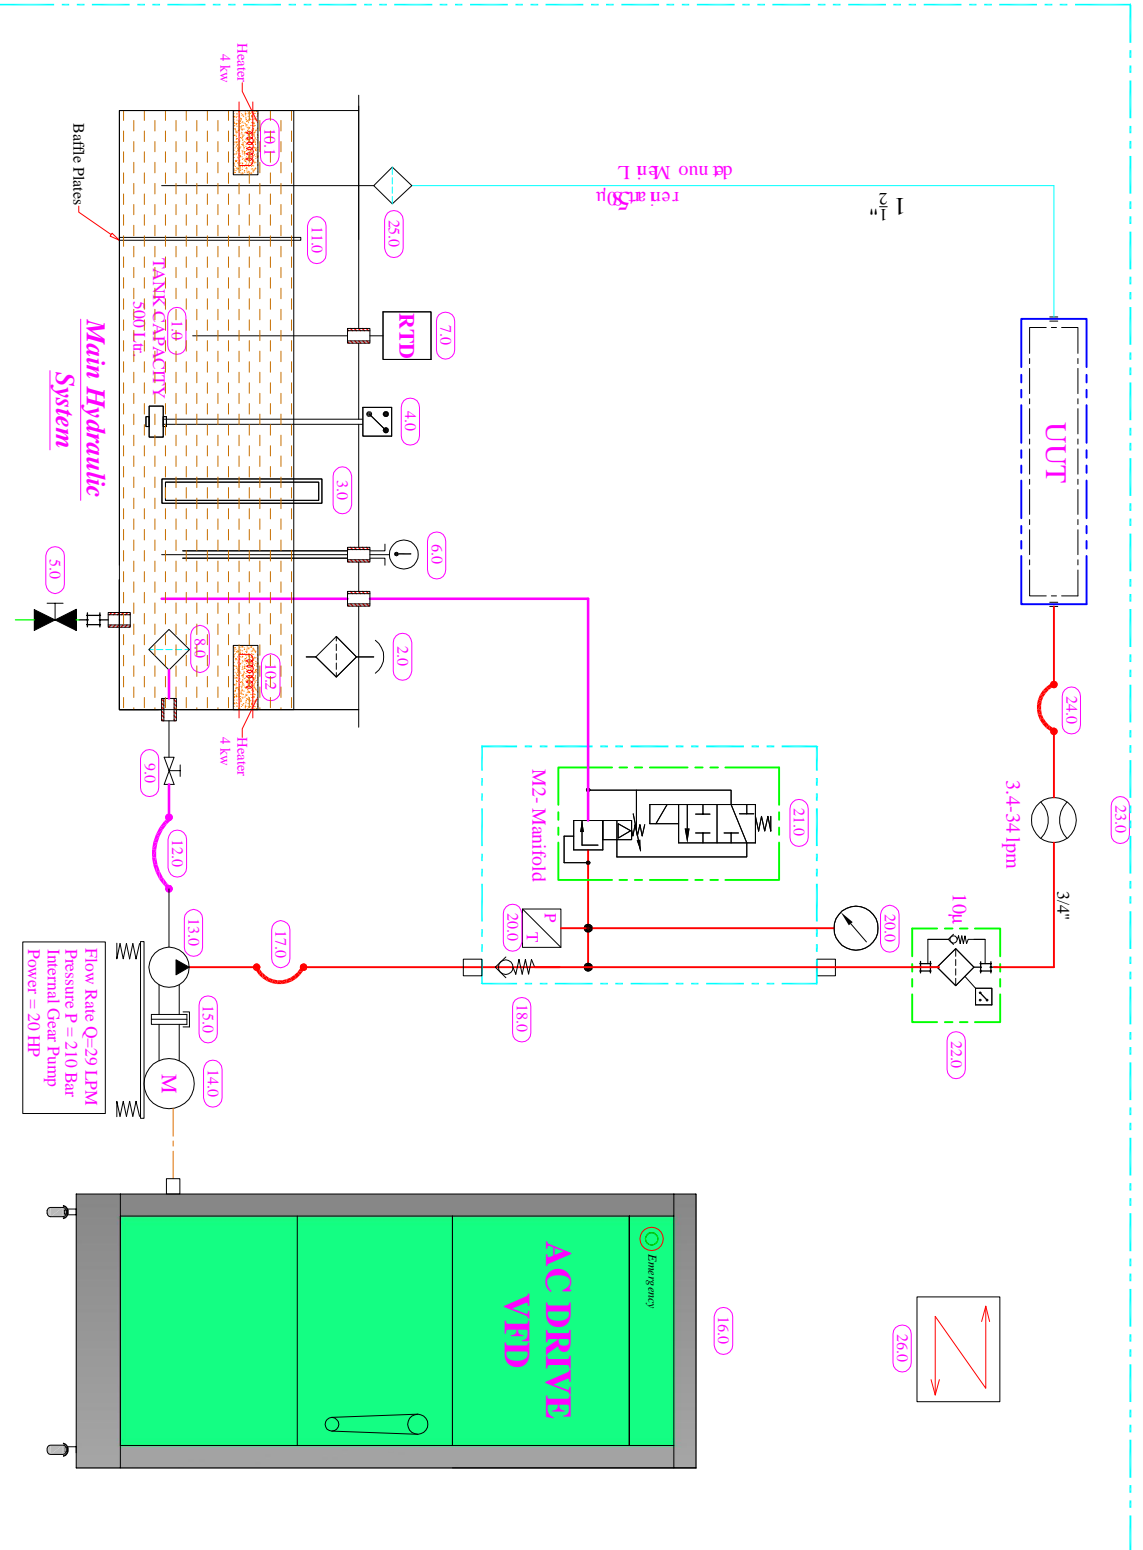 23.0
24.0
3/4"
UUT
3.4-34 lpm
10µ
22.0
26.0
1 1/2"
20.0
21.0
16.0
Line Mounted
Emergency
M2- Manifold
20.0
18.0
AC DRIVE
VFD
7.0
6.0
4.0
2.0
25.0
3.0
11.0
RTD
17.0
10.1
10.2
Heater
4 kw
Heater
4 kw
1.0
TANK CAPACITY
500 Ltr.
8.0
9.0
12.0
13.0
15.0
14.0
M
P
T
Baffle Plates
Main Hydraulic
System
5.0
Flow Rate Q=29 LPM
Pressure P = 210 Bar
Internal Gear Pump
Power = 20 HP